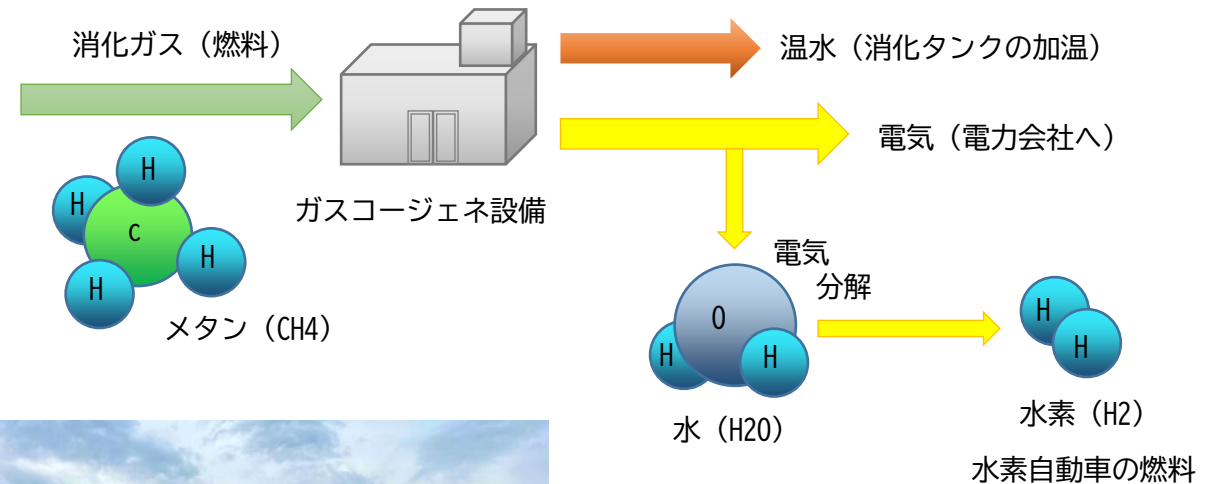 消化ガス（燃料）
温水（消化タンクの加温）
電気（電力会社へ）
ガスコージェネ設備
H
H
C
H
H
メタン（CH4）
電気
分解
O
H
H
水（H2O）
H
H
水素（H2）
水素自動車の燃料